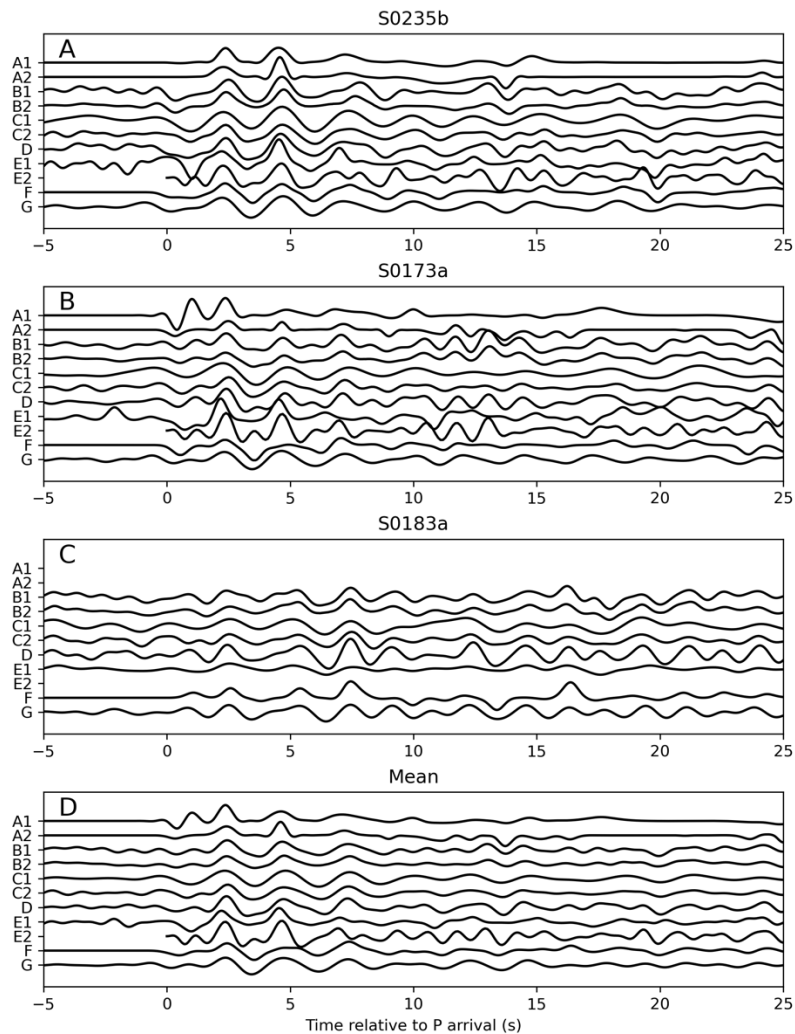 S0235b
A
A1
A2
B1
B2
C1
C2
D
E1
E2
F
G
−5 0 5 10 15 20 25
S0173a
B
A1
A2
B1
B2
C1
C2
D
E1
E2
F
G
−5 0 5 10 15 20 25
S0183a
C
A1
A2
B1
B2
C1
C2
D
E1
E2
F
G
−5 0 5 10 15 20 25
Mean
D
A1
A2
B1
B2
C1
C2
D
E1
E2
F
G
−5 0 5 10 15 20 25
Time relative to P arrival (s)